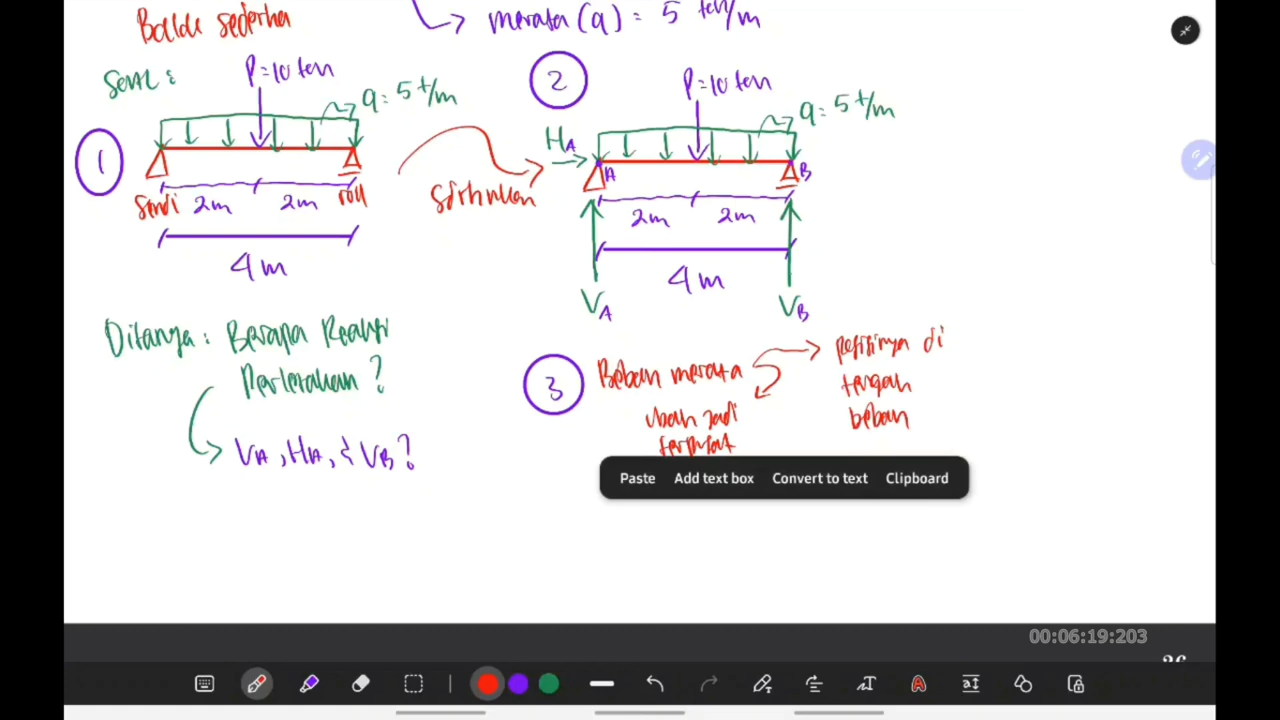 Balok sederha
merata (q) = 5 ton/m
Soal :
P=10 ton
q = 5 t/m
1
Sendi
2m
2m
roll
4 m
2
P=10 ton
q = 5 t/m
HA
A
B
2m
2m
4 m
VA
VB
Ditanya : Berapa Reaksi
Perletakan ?
VA, HA, & VB ?
3
Beban merata
ubah jadi
terpusat
posisinya di
tengah
beban
Paste Add text box Convert to text Clipboard
00:06:19:203